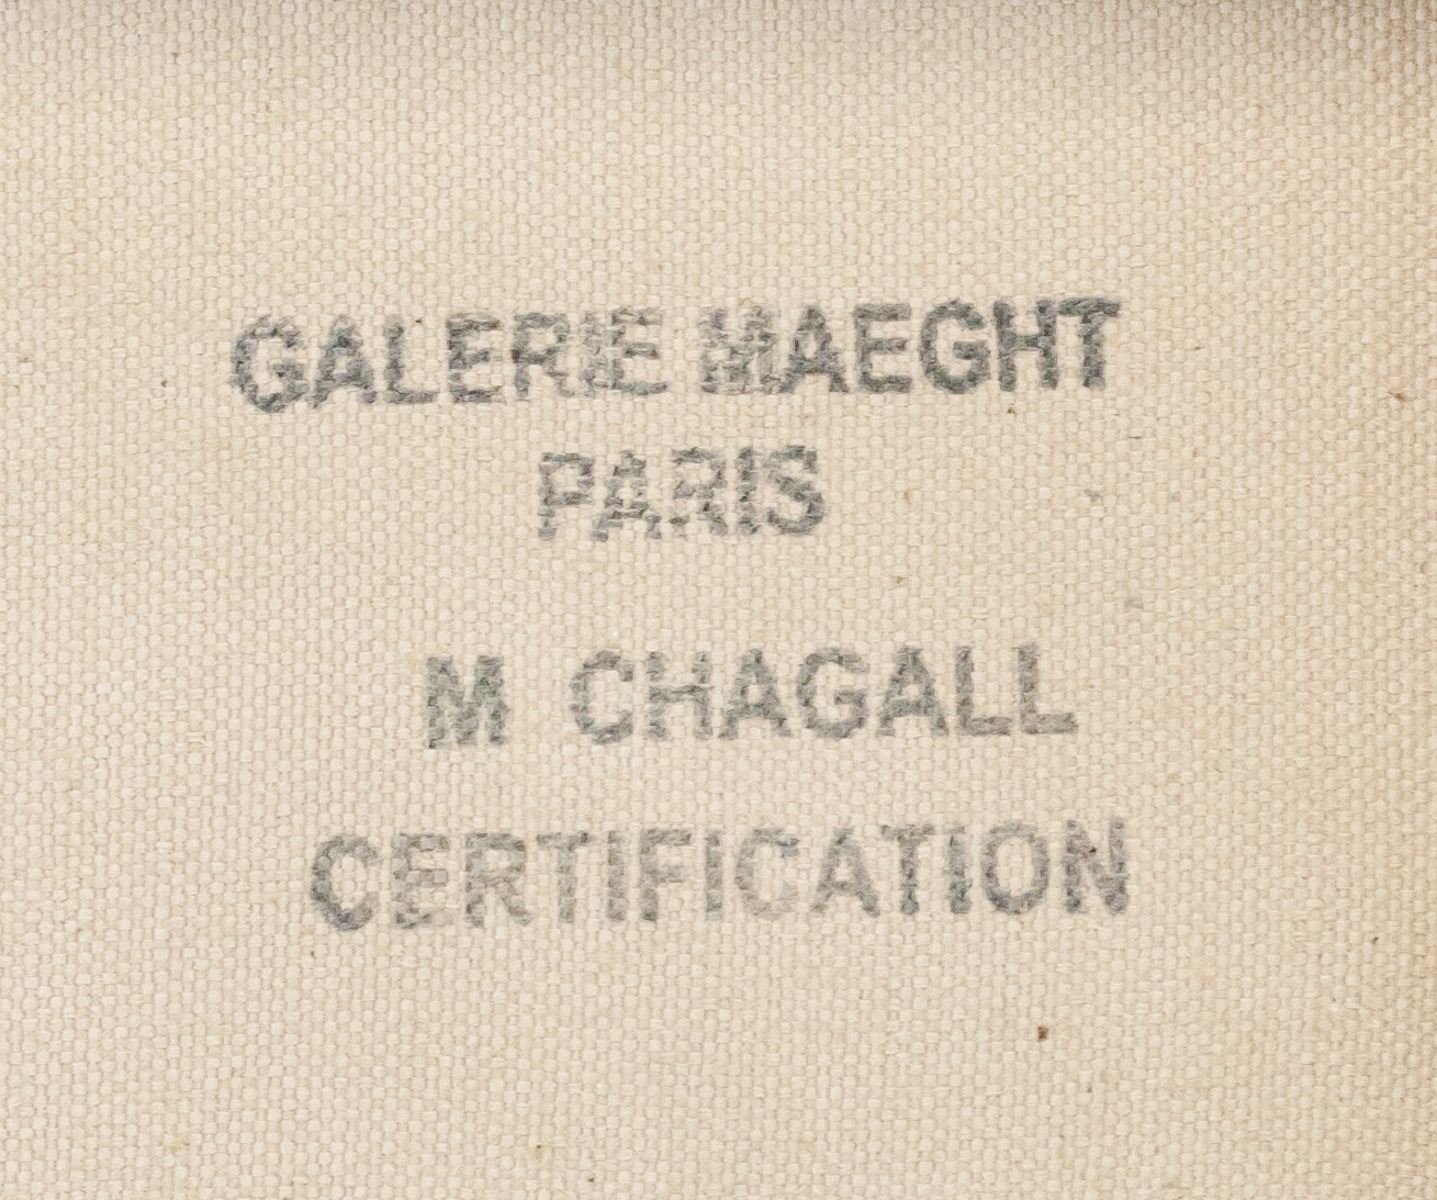 GALERIE MAEGHT
PARIS
M CHAGALL
CERTIFICATION